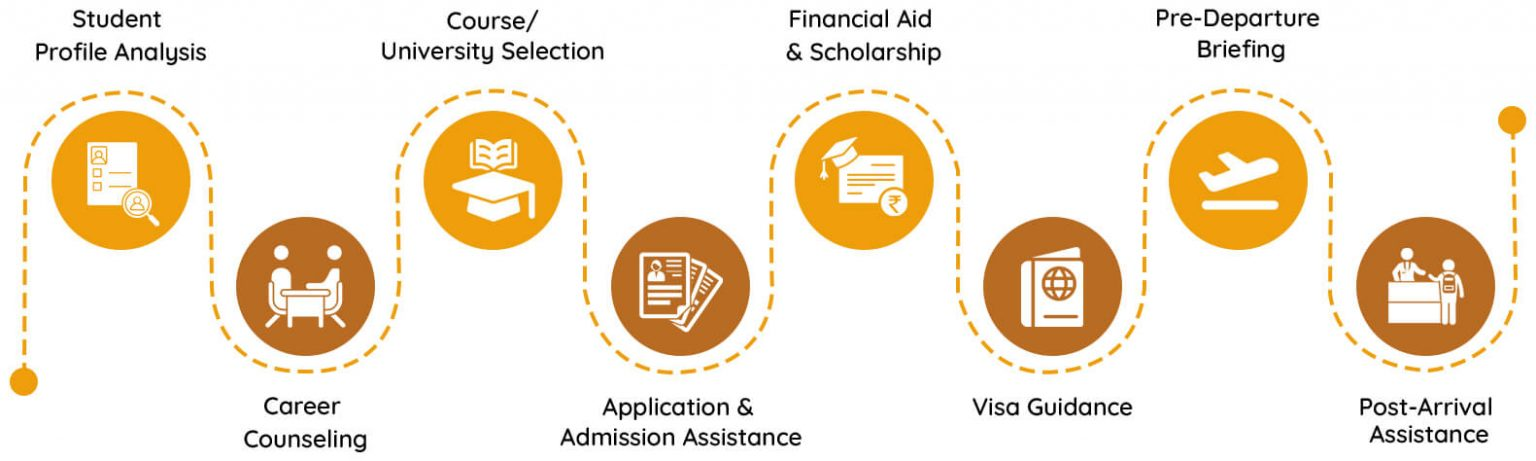 Student
Profile Analysis
Career
Counseling
Course/
University Selection
Application &
Admission Assistance
Financial Aid
& Scholarship
₹
Visa Guidance
Pre-Departure
Briefing
Post-Arrival
Assistance